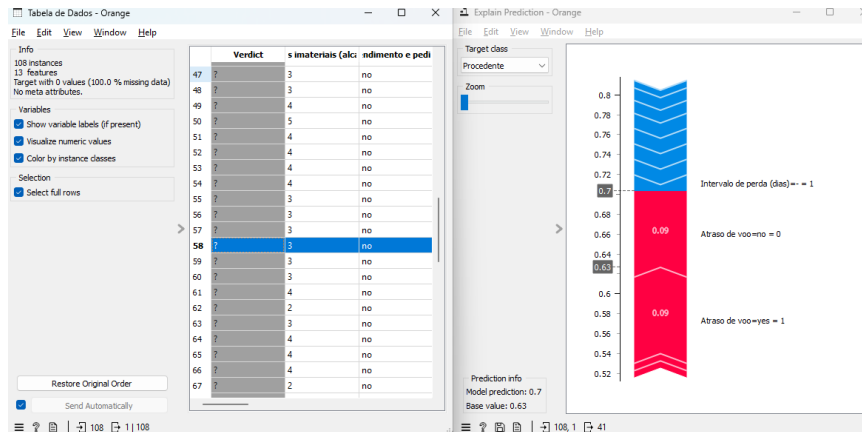 Tabela de Dados - Orange
File Edit View Window Help
Info
108 instances
13 features
Target with 0 values (100.0 % missing data)
No meta attributes.
Variables
Show variable labels (if present)
Visualize numeric values
Color by instance classes
Selection
Select full rows
Restore Original Order
Send Automatically
108 1 | 108
Verdict s imateriais (alca ndimento e pedi
47 ? 3 no
48 ? 3 no
49 ? 4 no
50 ? 5 no
51 ? 4 no
52 ? 4 no
53 ? 4 no
54 ? 4 no
55 ? 3 no
56 ? 3 no
57 ? 3 no
58 ? 3 no
59 ? 3 no
60 ? 3 no
61 ? 4 no
62 ? 2 no
63 ? 3 no
64 ? 4 no
65 ? 4 no
66 ? 4 no
67 ? 2 no
Explain Prediction - Orange
File Edit View Window Help
Target class
Procedente
Zoom
Prediction info
Model prediction: 0.7
Base value: 0.63
108, 1 41
0.8
0.78
0.76
0.74
0.72
0.7 Intervalo de perda (dias)=- = 1
0.68
0.66 0.09 Atraso de voo=no = 0
0.64
0.63
0.6
0.58 0.09 Atraso de voo=yes = 1
0.56
0.54
0.52